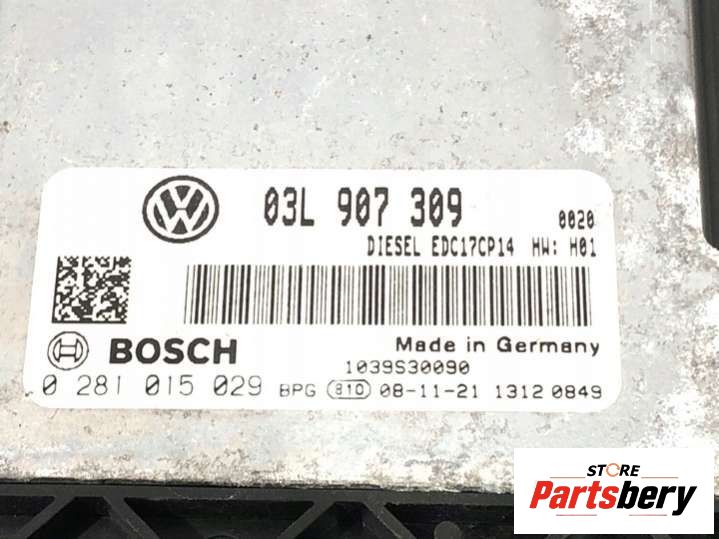 03L 907 309
0020
DIESEL EDC17CP14 HW: H01
BOSCH
Made in Germany
1039S30090
0 281 015 029 BPG 810 08-11-21 1312 0849
STORE
Partsbery